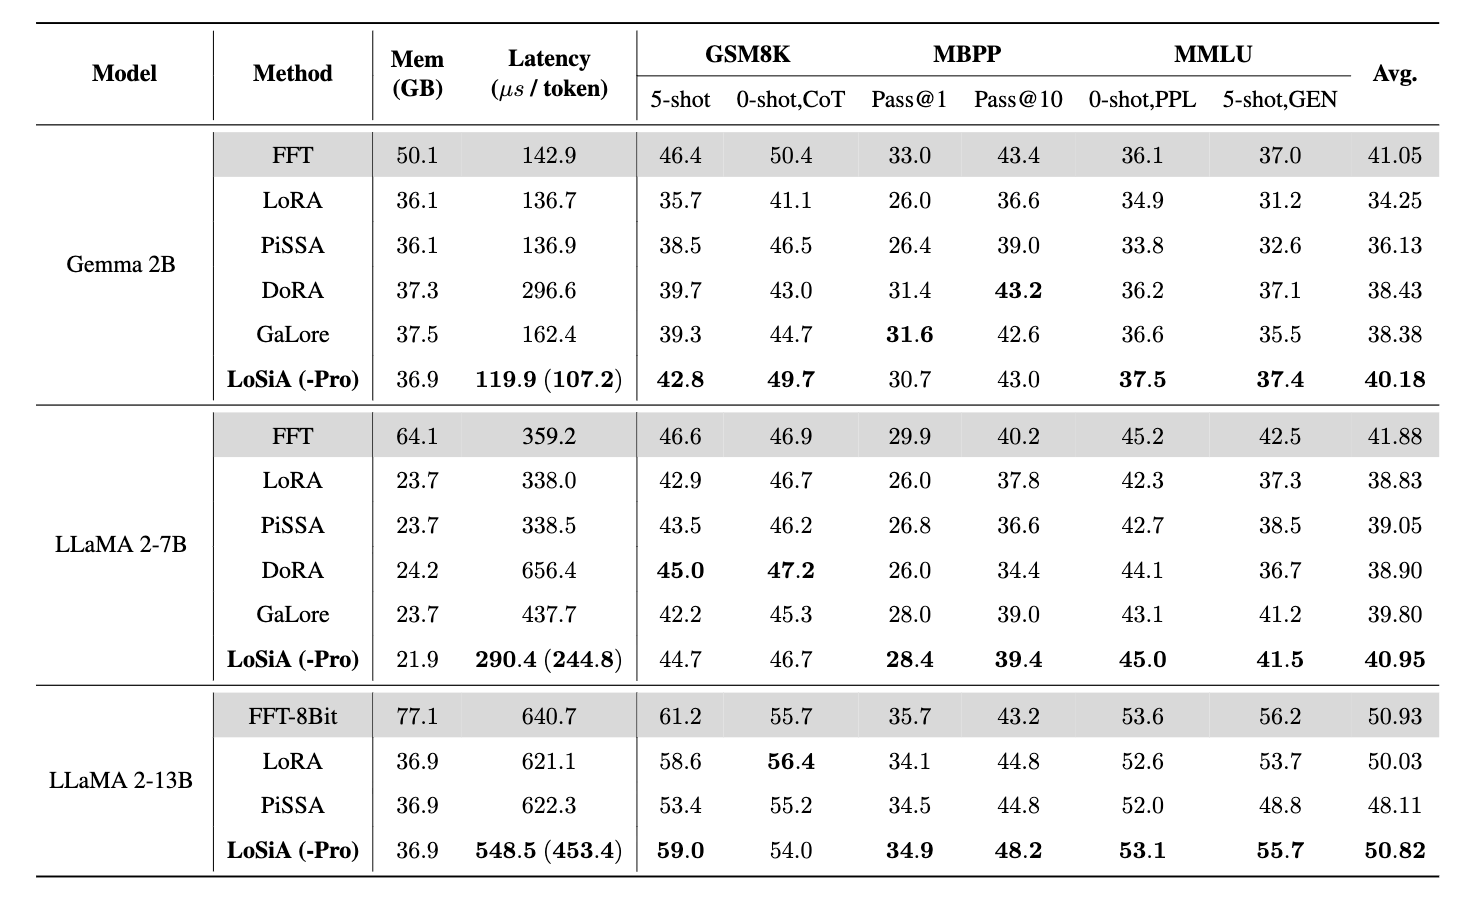 Model Method Mem (GB) Latency (μs / token) GSM8K MBPP MMLU Avg.
5-shot 0-shot,CoT Pass@1 Pass@10 0-shot,PPL 5-shot,GEN
Gemma 2B
FFT 50.1 142.9 46.4 50.4 33.0 43.4 36.1 37.0 41.05
LoRA 36.1 136.7 35.7 41.1 26.0 36.6 34.9 31.2 34.25
PiSSA 36.1 136.9 38.5 46.5 26.4 39.0 33.8 32.6 36.13
DoRA 37.3 296.6 39.7 43.0 31.4 43.2 36.2 37.1 38.43
GaLore 37.5 162.4 39.3 44.7 31.6 42.6 36.6 35.5 38.38
LoSiA (-Pro) 36.9 119.9 (107.2) 42.8 49.7 30.7 43.0 37.5 37.4 40.18
LLaMA 2-7B
FFT 64.1 359.2 46.6 46.9 29.9 40.2 45.2 42.5 41.88
LoRA 23.7 338.0 42.9 46.7 26.0 37.8 42.3 37.3 38.83
PiSSA 23.7 338.5 43.5 46.2 26.8 36.6 42.7 38.5 39.05
DoRA 24.2 656.4 45.0 47.2 26.0 34.4 44.1 36.7 38.90
GaLore 23.7 437.7 42.2 45.3 28.0 39.0 43.1 41.2 39.80
LoSiA (-Pro) 21.9 290.4 (244.8) 44.7 46.7 28.4 39.4 45.0 41.5 40.95
LLaMA 2-13B
FFT-8Bit 77.1 640.7 61.2 55.7 35.7 43.2 53.6 56.2 50.93
LoRA 36.9 621.1 58.6 56.4 34.1 44.8 52.6 53.7 50.03
PiSSA 36.9 622.3 53.4 55.2 34.5 44.8 52.0 48.8 48.11
LoSiA (-Pro) 36.9 548.5 (453.4) 59.0 54.0 34.9 48.2 53.1 55.7 50.82